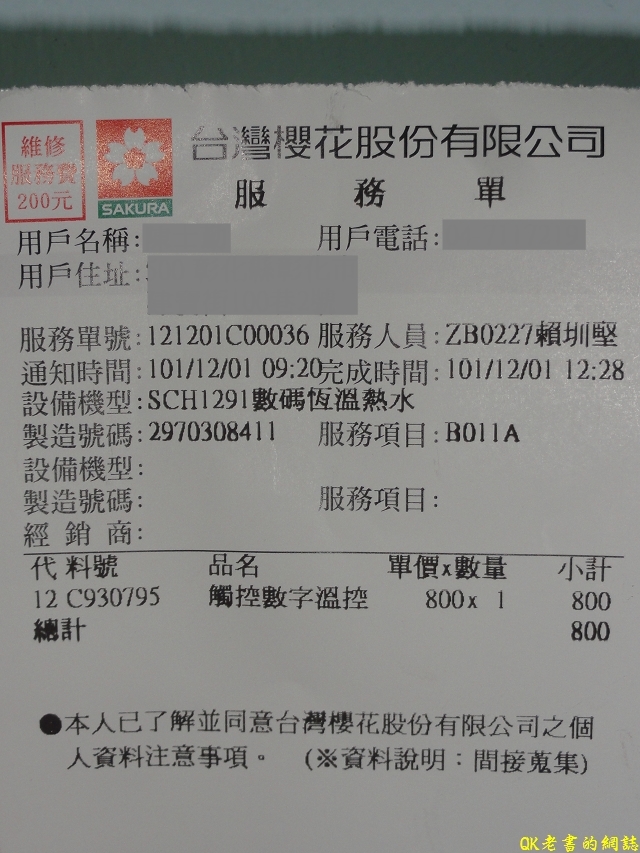 維修
服務費
200元
SAKURA
台灣櫻花股份有限公司
服 務 單
用戶名稱: 用戶電話:
用戶住址:
服務單號:121201C00036 服務人員:ZB0227賴圳堅
通知時間:101/12/01 09:20完成時間:101/12/01 12:28
設備機型:SCH1291數碼恆溫熱水
製造號碼:2970308411 服務項目:B011A
設備機型:
製造號碼: 服務項目:
經 銷 商:
代 料號 品名 單價x數量 小計
12 C930795 觸控數字溫控 800x 1 800
總計 800
●本人已了解並同意台灣櫻花股份有限公司之個
人資料注意事項。 (※資料說明：間接蒐集)
QK老書的網誌